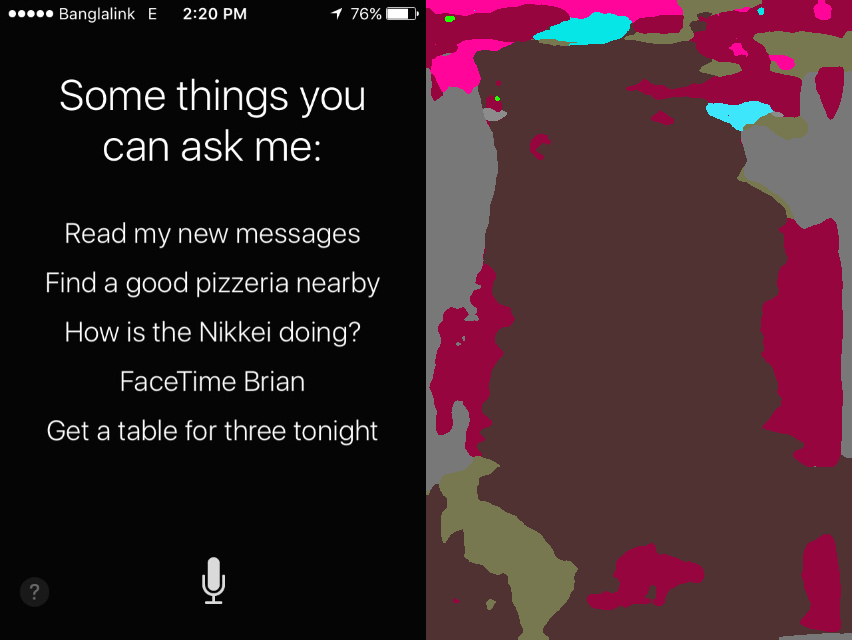 Banglalink E 2:20 PM 76%
Some things you
can ask me:
Read my new messages
Find a good pizzeria nearby
How is the Nikkei doing?
FaceTime Brian
Get a table for three tonight
?